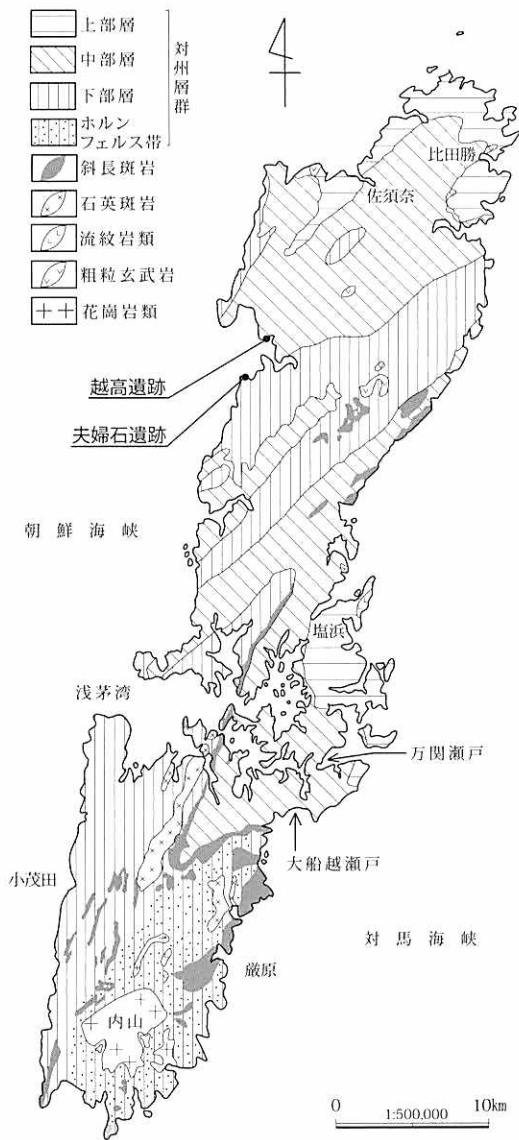 上部層
中部層
下部層
ホルン
フェルス帯
対州層群
斜長斑岩
石英斑岩
流紋岩類
粗粒玄武岩
花崗岩類
比田勝
佐須奈
越高遺跡
夫婦石遺跡
朝鮮海峡
塩浜
浅茅湾
万関瀬戸
大船越瀬戸
小茂田
対馬海峡
厳原
内山
0 10km
1:500,000